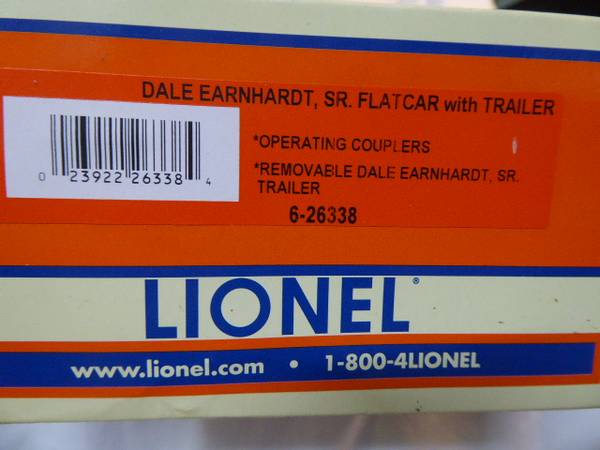 DALE EARNHARDT, SR. FLATCAR with TRAILER
*OPERATING COUPLERS
*REMOVABLE DALE EARNHARDT, SR.
TRAILER
6-26338
0 23922 26338 4
LIONEL®
www.lionel.com • 1-800-4LIONEL